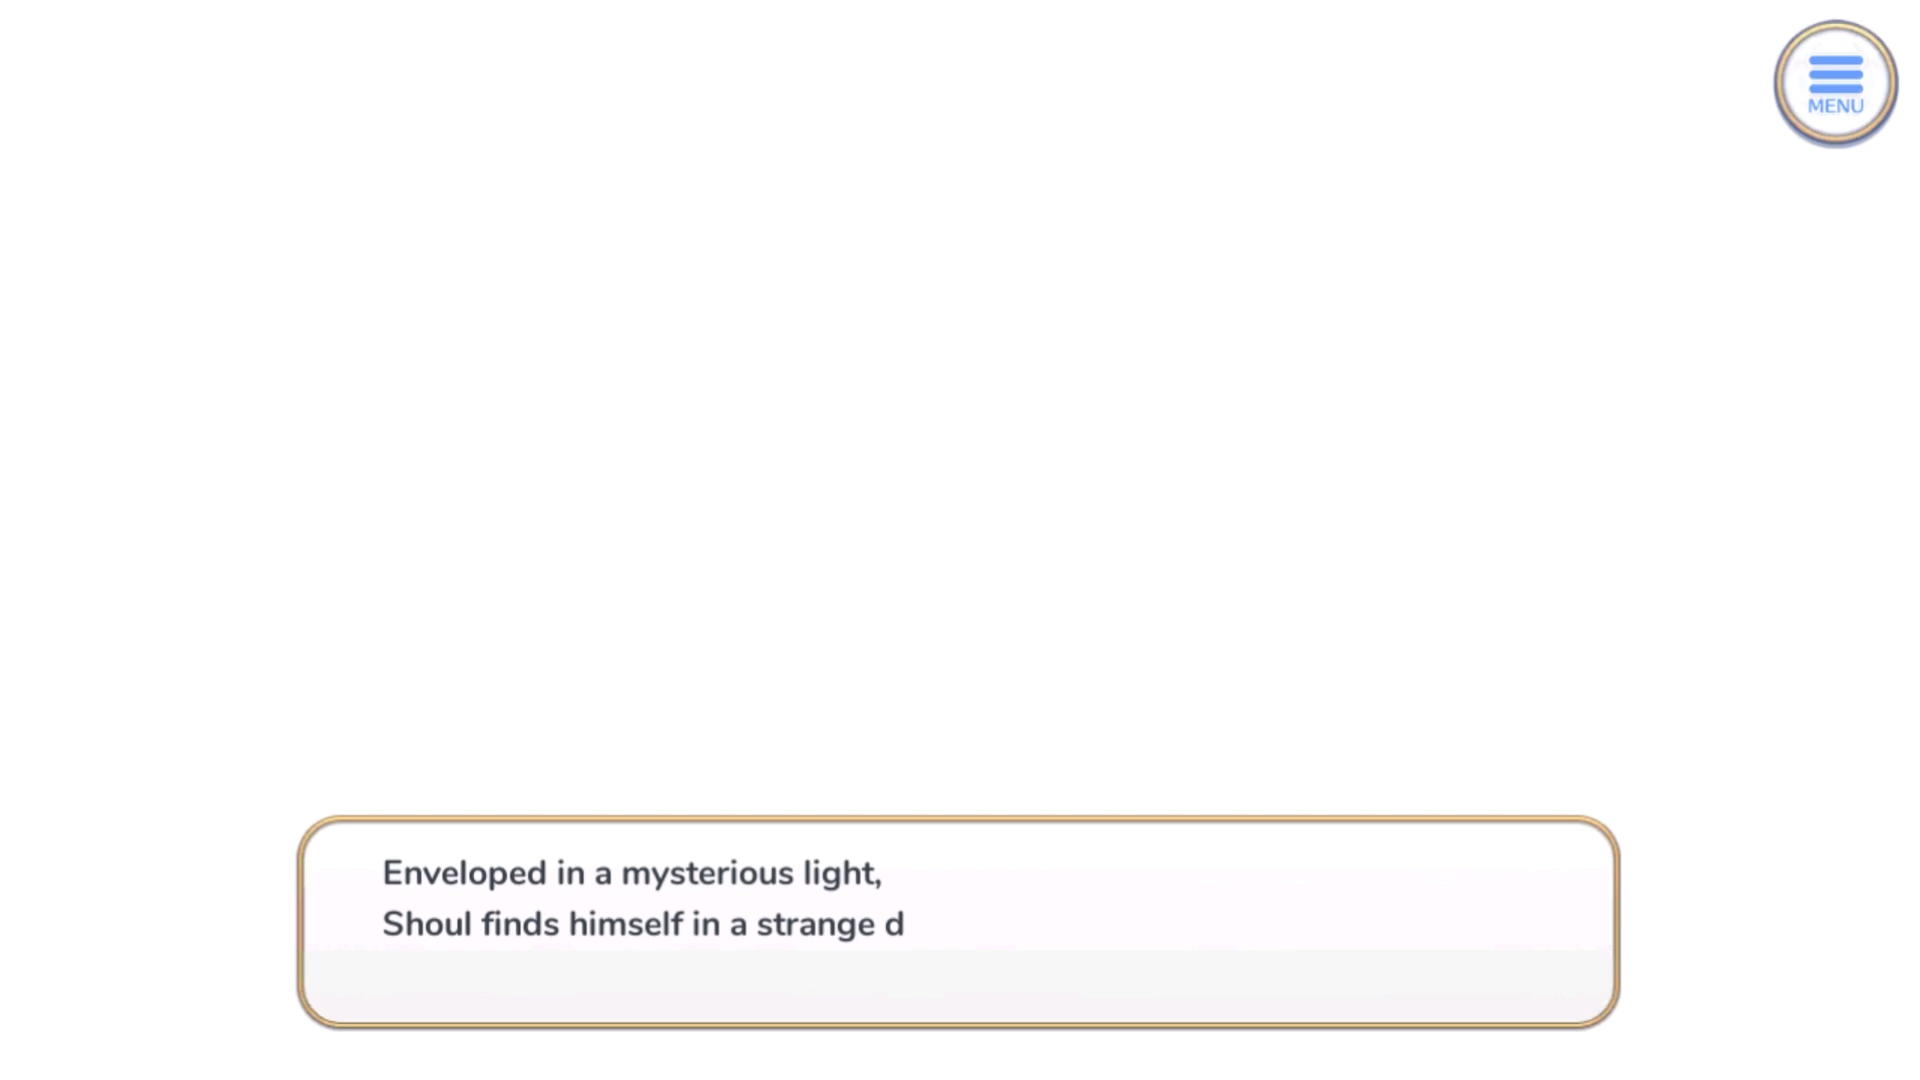 MENU
Enveloped in a mysterious light,
Shoul finds himself in a strange d